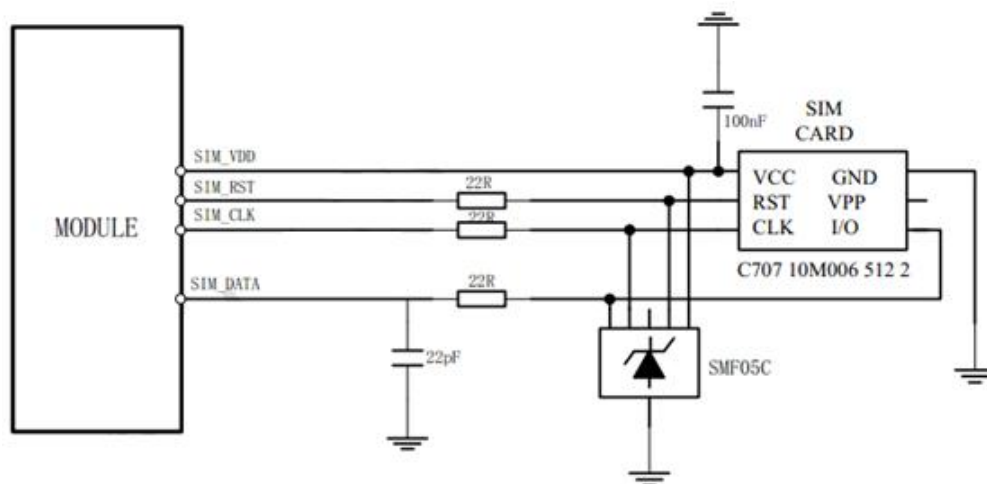 100nF
SIM
CARD
SIM_VDD
SIM_RST
SIM_CLK
SIM_DATA
22R
22R
22R
MODULE
VCC GND
RST VPP
CLK I/O
C707 10M006 512 2
22pF
SMF05C